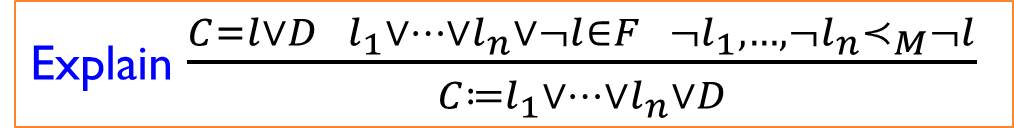 Explain C=l∨D l₁∨⋯∨lₙ∨¬l∈F ¬l₁,…,¬lₙ≺_M¬l
C≔l₁∨⋯∨lₙ∨D